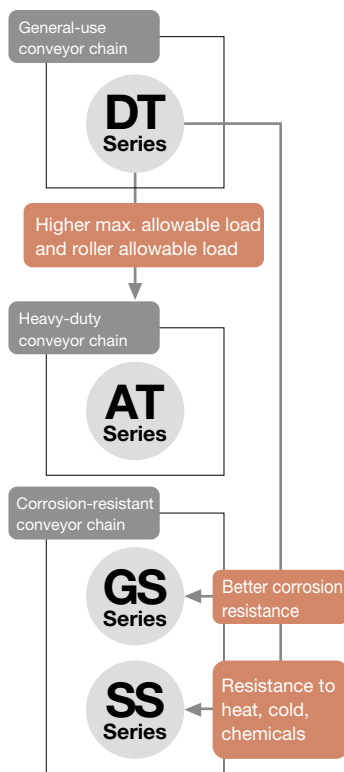 General-use
conveyor chain
DT
Series
Higher max. allowable load
and roller allowable load
Heavy-duty
conveyor chain
AT
Series
Corrosion-resistant
conveyor chain
GS
Series
Better corrosion
resistance
SS
Series
Resistance to
heat, cold,
chemicals